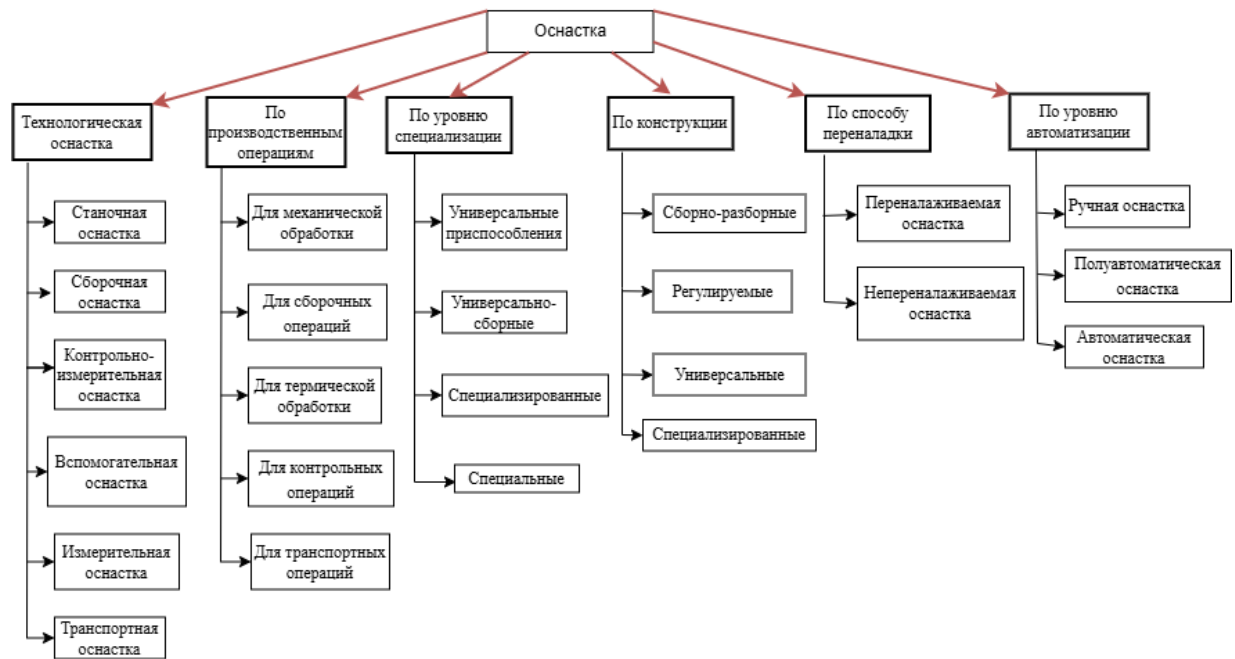 Оснастка
Технологическая
оснастка
Станочная
оснастка
Сборочная
оснастка
Контрольно-
измерительная
оснастка
Вспомогательная
оснастка
Измерительная
оснастка
Транспортная
оснастка
По
производственным
операциям
Для механической
обработки
Для сборочных
операций
Для термической
обработки
Для контрольных
операций
Для транспортных
операций
По уровню
специализации
Универсальные
приспособления
Универсально-
сборные
Специализированные
Специальные
По конструкции
Сборно-разборные
Регулируемые
Универсальные
Специализированные
По способу
переналадки
Переналаживаемая
оснастка
Непереналаживаемая
оснастка
По уровню
автоматизации
Ручная оснастка
Полуавтоматическая
оснастка
Автоматическая
оснастка